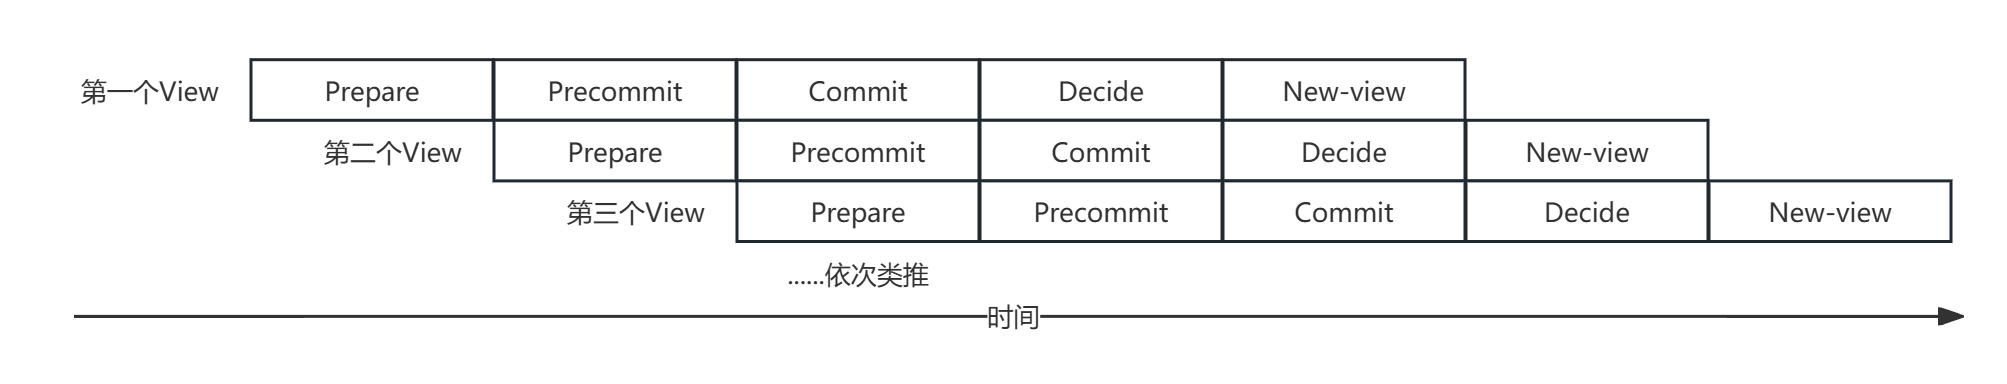 第一个View Prepare Precommit Commit Decide New-view
第二个View Prepare Precommit Commit Decide New-view
第三个View Prepare Precommit Commit Decide New-view
......依次类推
时间